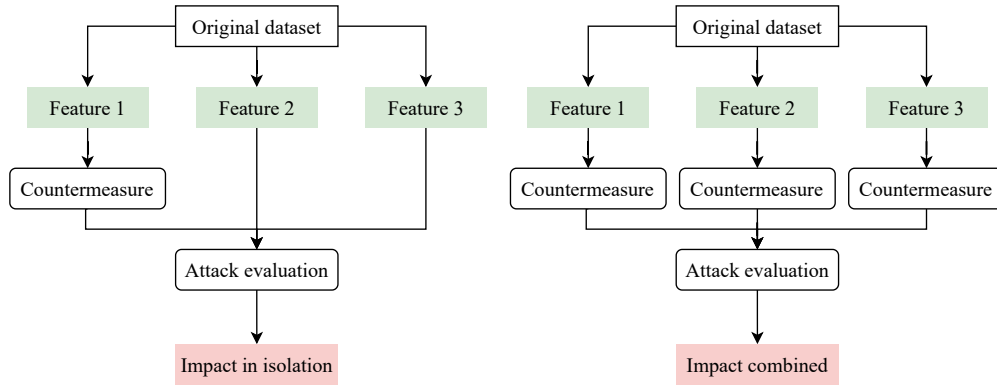 Original dataset
Feature 1
Feature 2
Feature 3
Countermeasure
Attack evaluation
Impact in isolation
Original dataset
Feature 1
Feature 2
Feature 3
Countermeasure
Countermeasure
Countermeasure
Attack evaluation
Impact combined